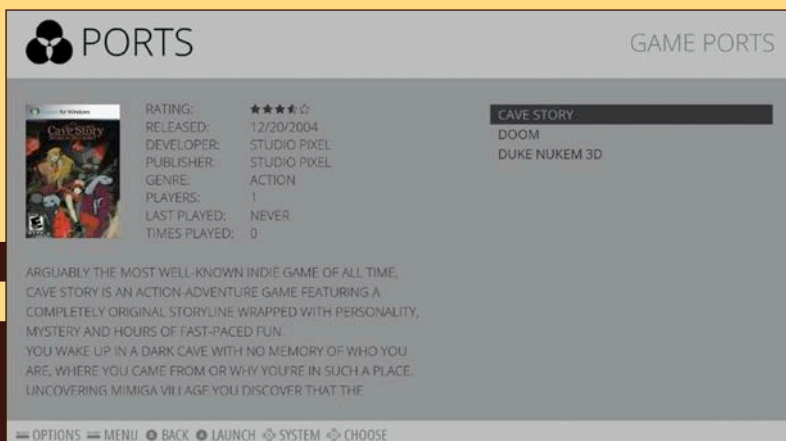 PORTS
GAME PORTS
for Windows
Cave Story
RATING:
RELEASED: 12/20/2004
DEVELOPER: STUDIO PIXEL
PUBLISHER: STUDIO PIXEL
GENRE: ACTION
PLAYERS: 1
LAST PLAYED: NEVER
TIMES PLAYED: 0
CAVE STORY
DOOM
DUKE NUKEM 3D
ARGUABLY THE MOST WELL-KNOWN INDIE GAME OF ALL TIME,
CAVE STORY IS AN ACTION-ADVENTURE GAME FEATURING A
COMPLETELY ORIGINAL STORYLINE WRAPPED WITH PERSONALITY,
MYSTERY AND HOURS OF FAST-PACED FUN.
YOU WAKE UP IN A DARK CAVE WITH NO MEMORY OF WHO YOU
ARE, WHERE YOU CAME FROM OR WHY YOU'RE IN SUCH A PLACE.
UNCOVERING MIMIGA VILLAGE YOU DISCOVER THAT THE
OPTIONS MENU BACK LAUNCH SYSTEM CHOOSE